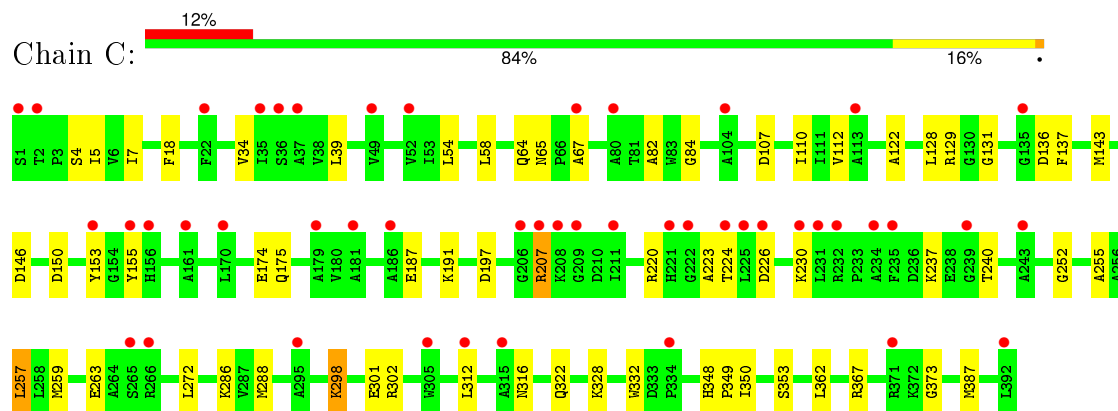 12%
Chain C:
84% 16% •
S1 T2 P3 S4 I5 V6 I7 F18 F22 V34 I35 S36 A37 V38 L39 V49 V52 I53 L54 L58 Q64 N65 P66 A67 A80 T81 A82 W83 G84 A104 D107 I110 I111 V112 A113 A122 L128 R129 G130 G131 G135 D136 F137 M143
D146 D150 Y153 G154 Y155 H156 A161 L170 E174 Q175 A179 V180 A181 A186 E187 K191 D197 G206 R207 K208 G209 D210 I211 R220 H221 G222 A223 T224 L225 D226 K230 L231 R232 P233 A234 F235 D236 K237 E238 G239 T240 A243 G252 A255 A256
L257 L258 M259 E263 A264 S265 R266 L272 K286 V287 M288 A295 K298 E301 R302 W305 L312 A315 N316 Q322 K328 W332 D333 P334 H348 P349 I350 S353 L362 R367 R371 K372 G373 M387 L392